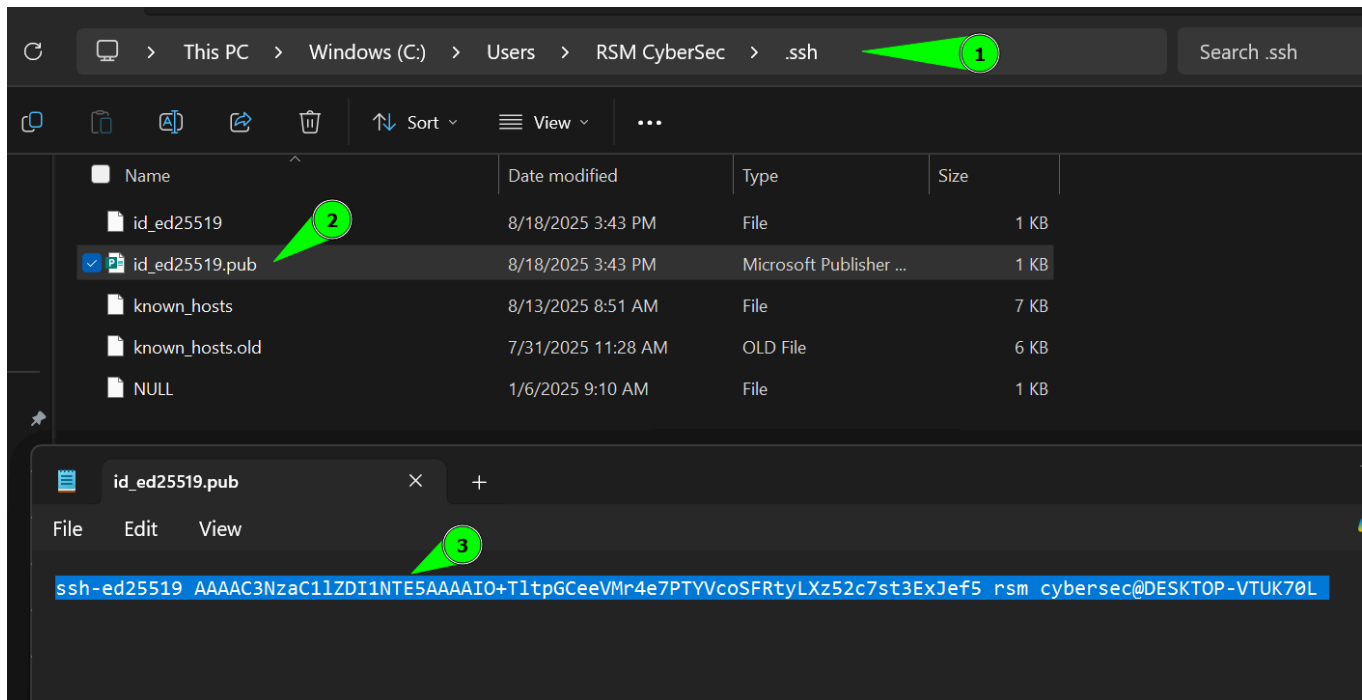 This PC > Windows (C:) > Users > RSM CyberSec > .ssh 1 Search .ssh
Sort View •••
Name Date modified Type Size
id_ed25519 2 8/18/2025 3:43 PM File 1 KB
id_ed25519.pub 8/18/2025 3:43 PM Microsoft Publisher ... 1 KB
known_hosts 8/13/2025 8:51 AM File 7 KB
known_hosts.old 7/31/2025 11:28 AM OLD File 6 KB
NULL 1/6/2025 9:10 AM File 1 KB
id_ed25519.pub
File Edit View
3
ssh-ed25519 AAAAC3NzaC1lZDI1NTE5AAAAIO+TltpGCeeVMr4e7PTYVcoSFRtyLXz52c7st3ExJef5 rsm cybersec@DESKTOP-VTUK70L